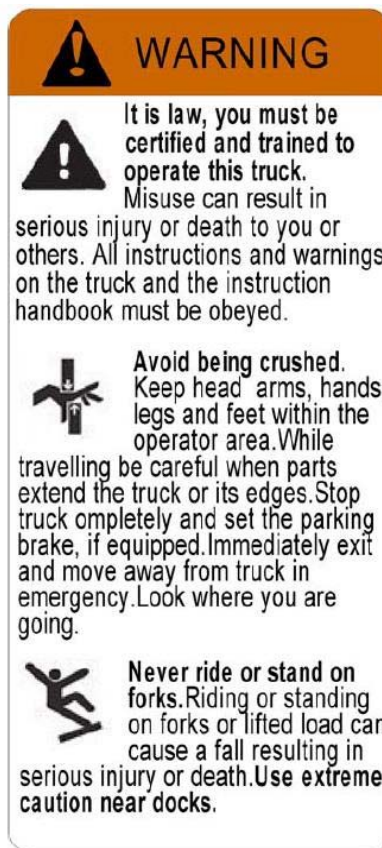 WARNING
It is law, you must be
certified and trained to
operate this truck.
Misuse can result in
serious injury or death to you or
others. All instructions and warnings
on the truck and the instruction
handbook must be obeyed.
Avoid being crushed.
Keep head arms, hands
legs and feet within the
operator area.While
travelling be careful when parts
extend the truck or its edges.Stop
truck ompletely and set the parking
brake, if equipped.Immediately exit
and move away from truck in
emergency.Look where you are
going.
Never ride or stand on
forks.Riding or standing
on forks or lifted load can
cause a fall resulting in
serious injury or death.Use extreme
caution near docks.